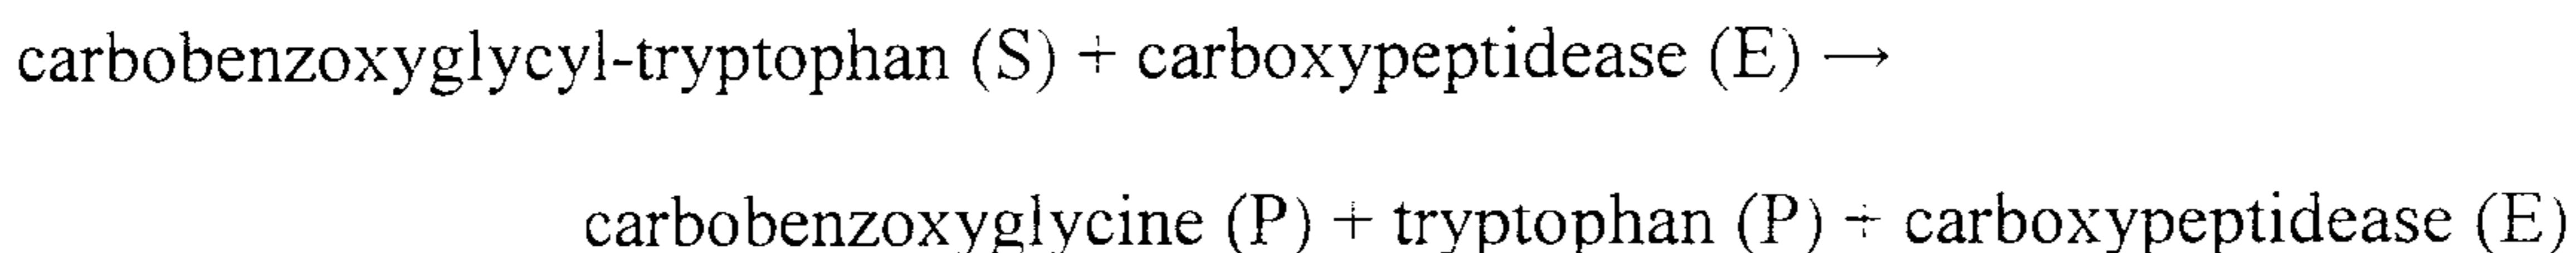 carbobenzoxyglycyl-tryptophan (S) + carboxypeptidease (E) →
carbobenzoxyglycine (P) + tryptophan (P) + carboxypeptidease (E)